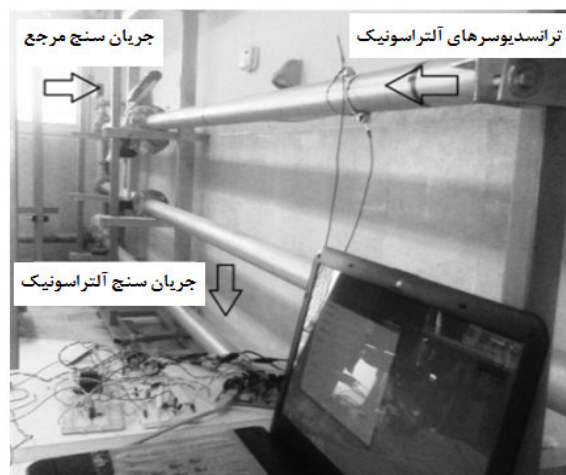 ترانسدیوسرهای آلتراسونیک
جریان سنج مرجع
جریان سنج آلتراسونیک